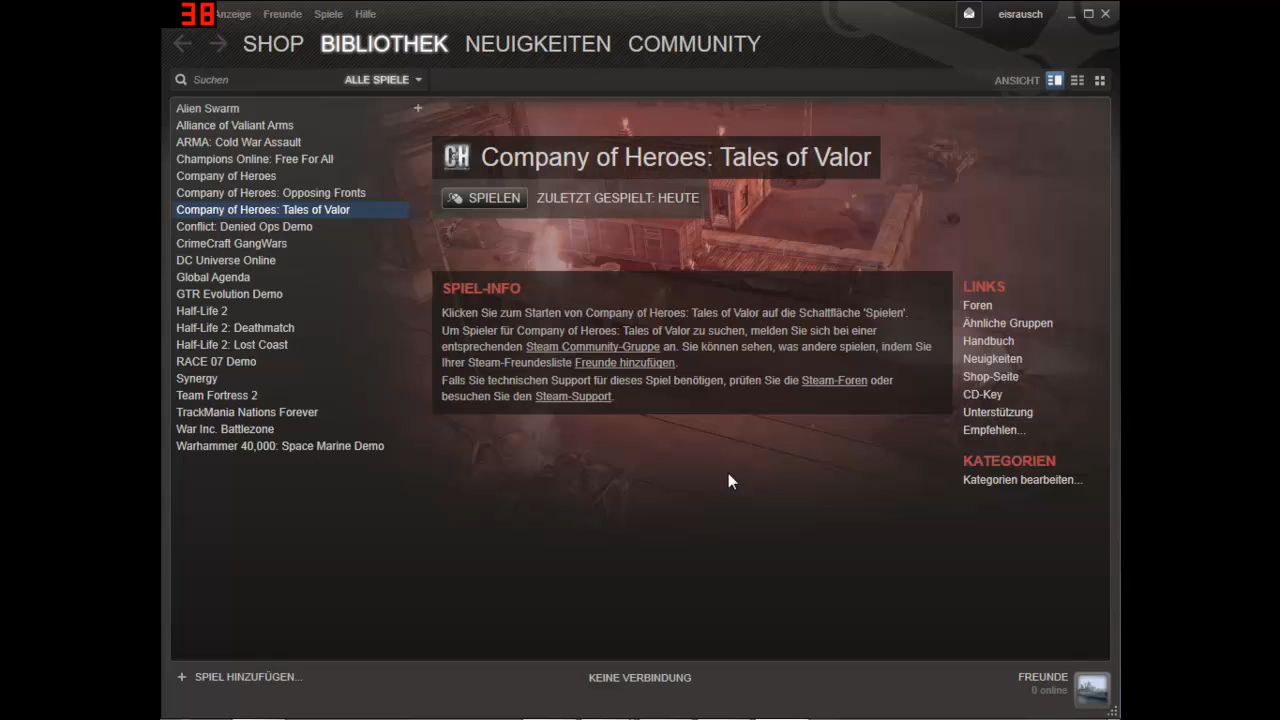 38
Anzeige Freunde Spiele Hilfe
eisrausch
SHOP BIBLIOTHEK NEUIGKEITEN COMMUNITY
Suchen
ALLE SPIELE
ANSICHT
Alien Swarm
Alliance of Valiant Arms
ARMA: Cold War Assault
Champions Online: Free For All
Company of Heroes
Company of Heroes: Opposing Fronts
Company of Heroes: Tales of Valor
Conflict: Denied Ops Demo
CrimeCraft GangWars
DC Universe Online
Global Agenda
GTR Evolution Demo
Half-Life 2
Half-Life 2: Deathmatch
Half-Life 2: Lost Coast
RACE 07 Demo
Synergy
Team Fortress 2
TrackMania Nations Forever
War Inc. Battlezone
Warhammer 40,000: Space Marine Demo
Company of Heroes: Tales of Valor
SPIELEN
ZULETZT GESPIELT: HEUTE
SPIEL-INFO
Klicken Sie zum Starten von Company of Heroes: Tales of Valor auf die Schaltfläche 'Spielen'.
Um Spieler für Company of Heroes: Tales of Valor zu suchen, melden Sie sich bei einer
entsprechenden Steam Community-Gruppe an. Sie können sehen, was andere spielen, indem Sie
Ihrer Steam-Freundesliste Freunde hinzufügen.
Falls Sie technischen Support für dieses Spiel benötigen, prüfen Sie die Steam-Foren oder
besuchen Sie den Steam-Support.
LINKS
Foren
Ähnliche Gruppen
Handbuch
Neuigkeiten
Shop-Seite
CD-Key
Unterstützung
Empfehlen...
KATEGORIEN
Kategorien bearbeiten...
+ SPIEL HINZUFÜGEN...
KEINE VERBINDUNG
FREUNDE
0 online